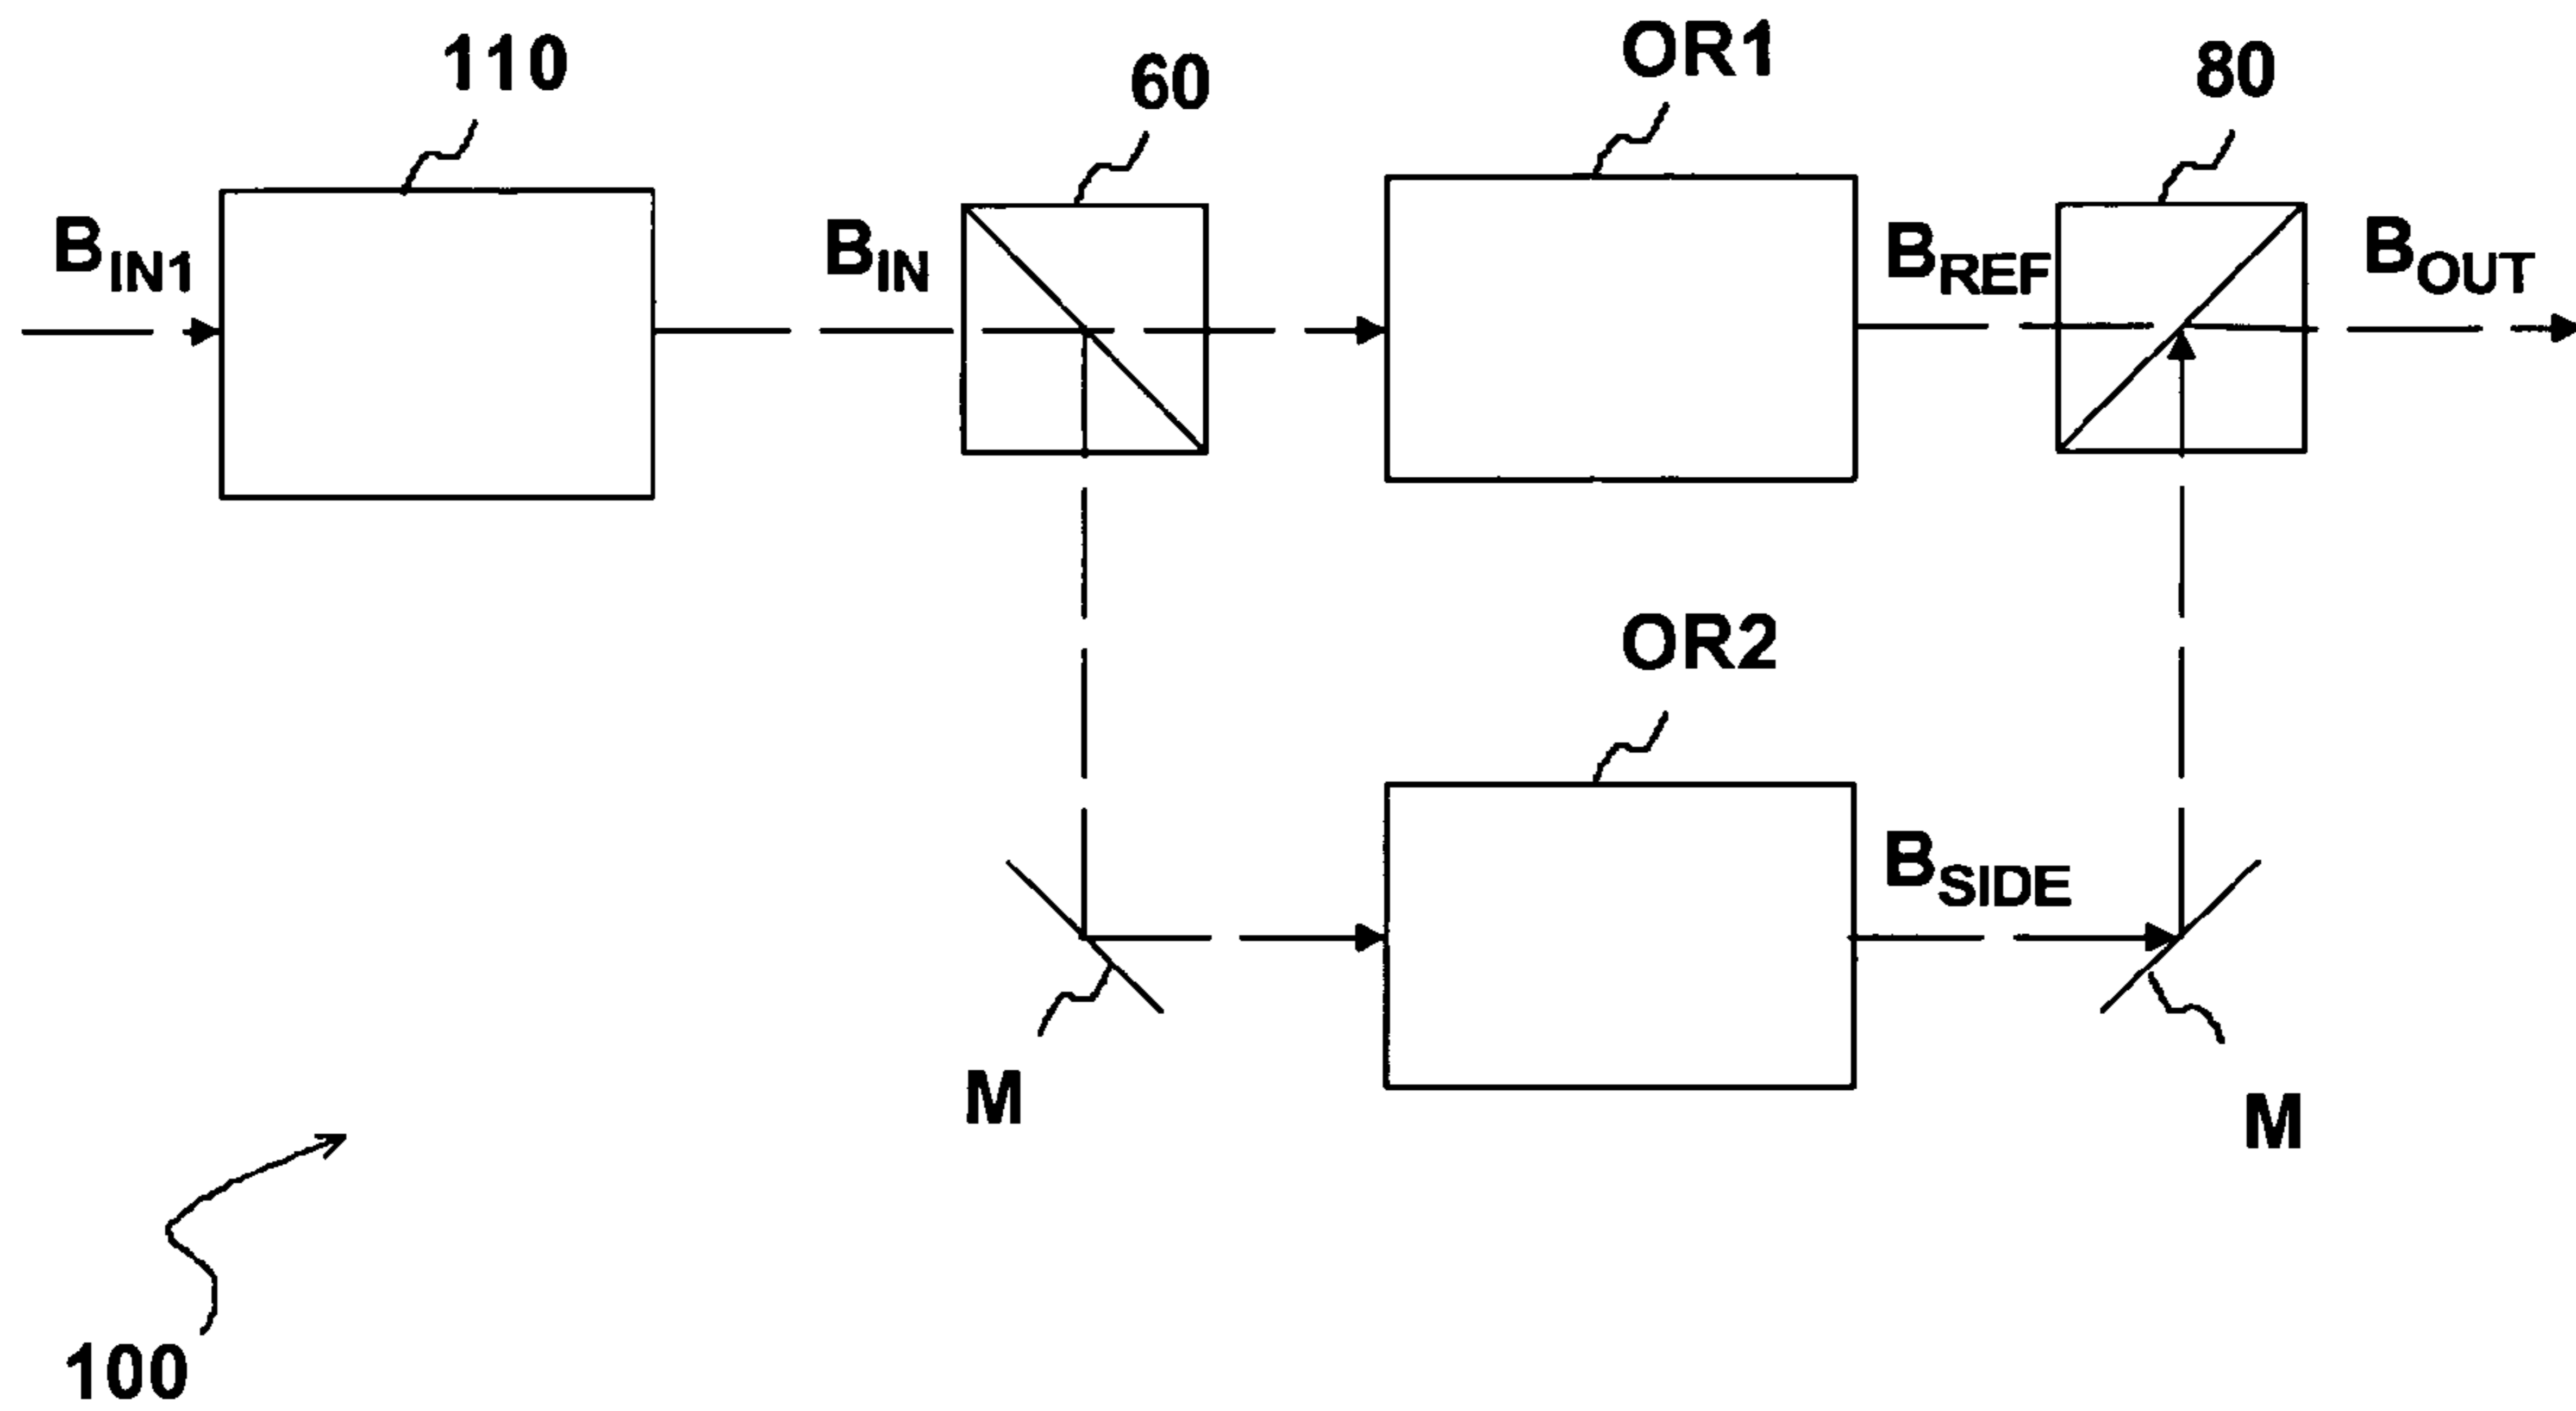 110
60
OR1
80
B_IN1
B_IN
B_REF
B_OUT
OR2
B_SIDE
M
M
100